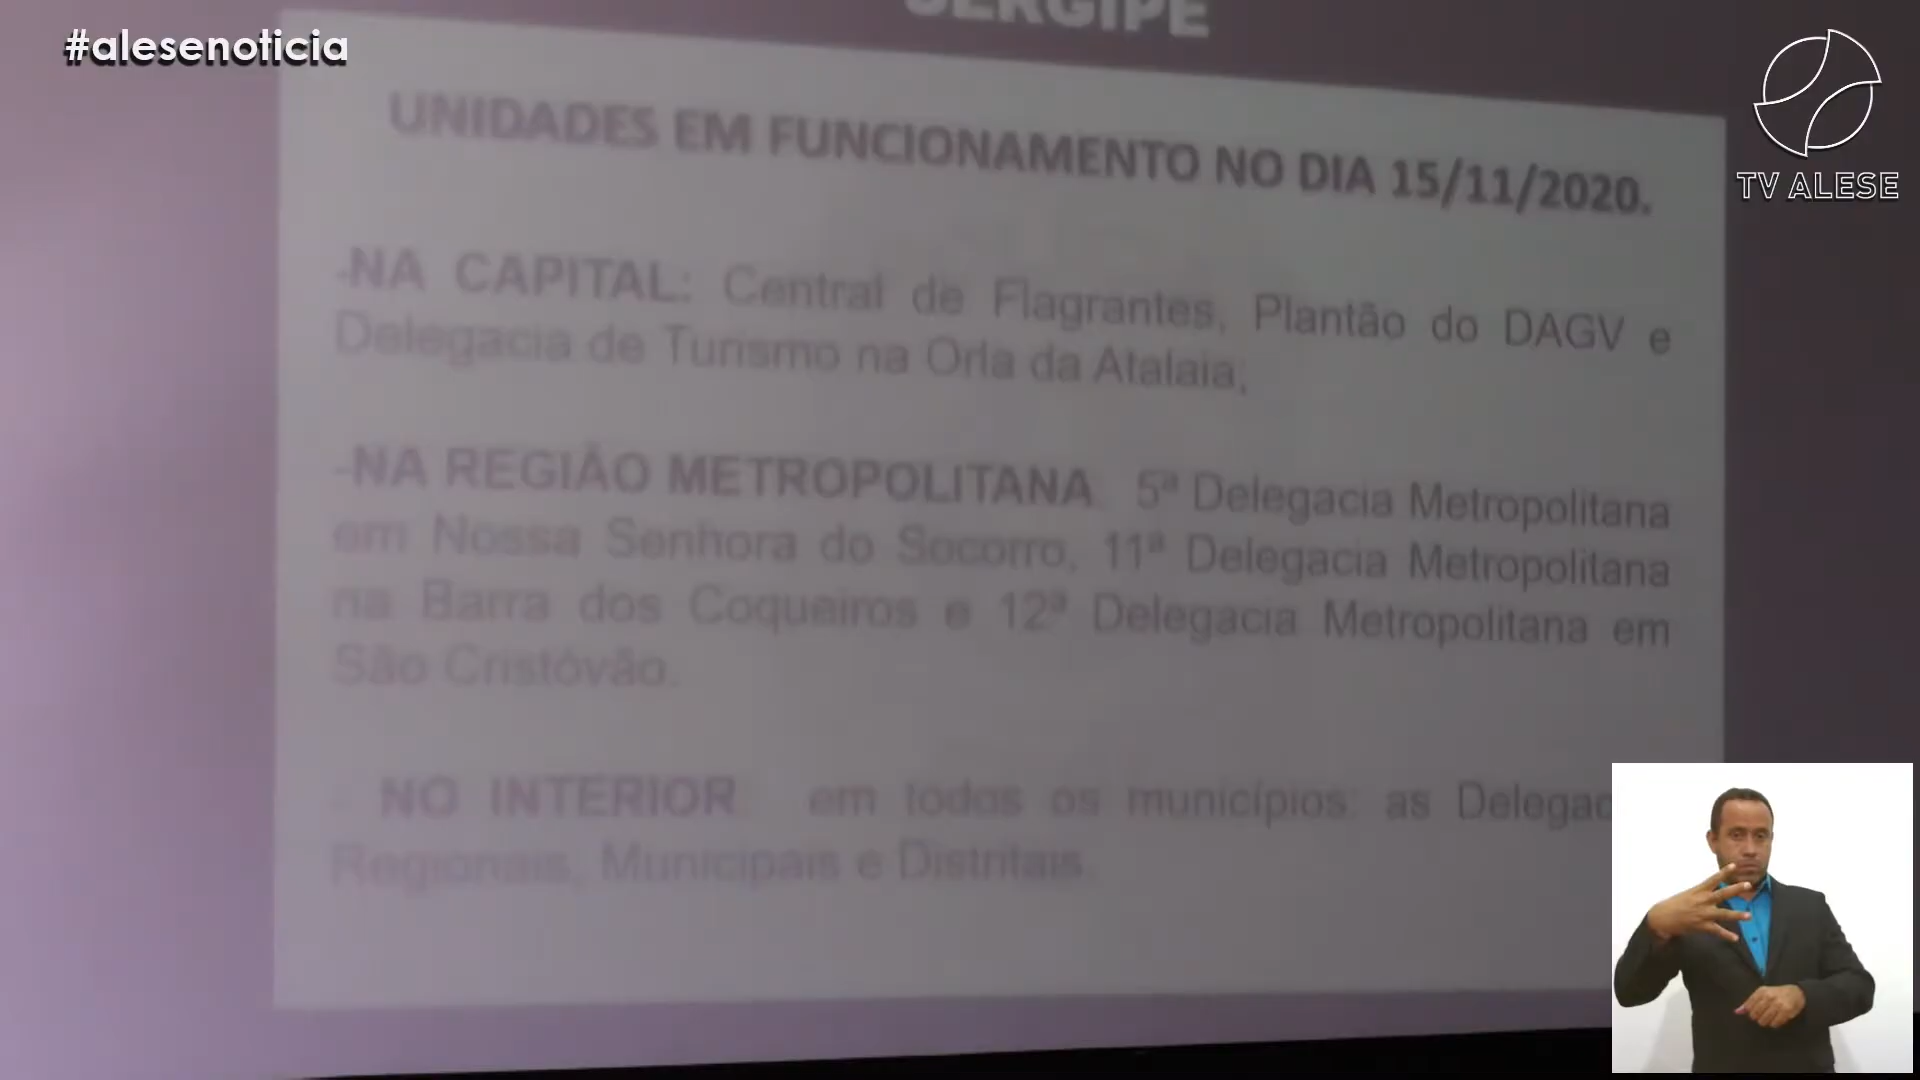 #alesenoticia
SERGIPE
TV ALESE
UNIDADES EM FUNCIONAMENTO NO DIA 15/11/2020.
-NA CAPITAL: Central de Flagrantes, Plantão do DAGV e
Delegacia de Turismo na Orla da Atalaia;
-NA REGIÃO METROPOLITANA: 5ª Delegacia Metropolitana
em Nossa Senhora do Socorro, 11ª Delegacia Metropolitana
na Barra dos Coqueiros e 12ª Delegacia Metropolitana em
São Cristóvão.
- NO INTERIOR: em todos os municípios: as
Regionais, Municipais e Distritais.